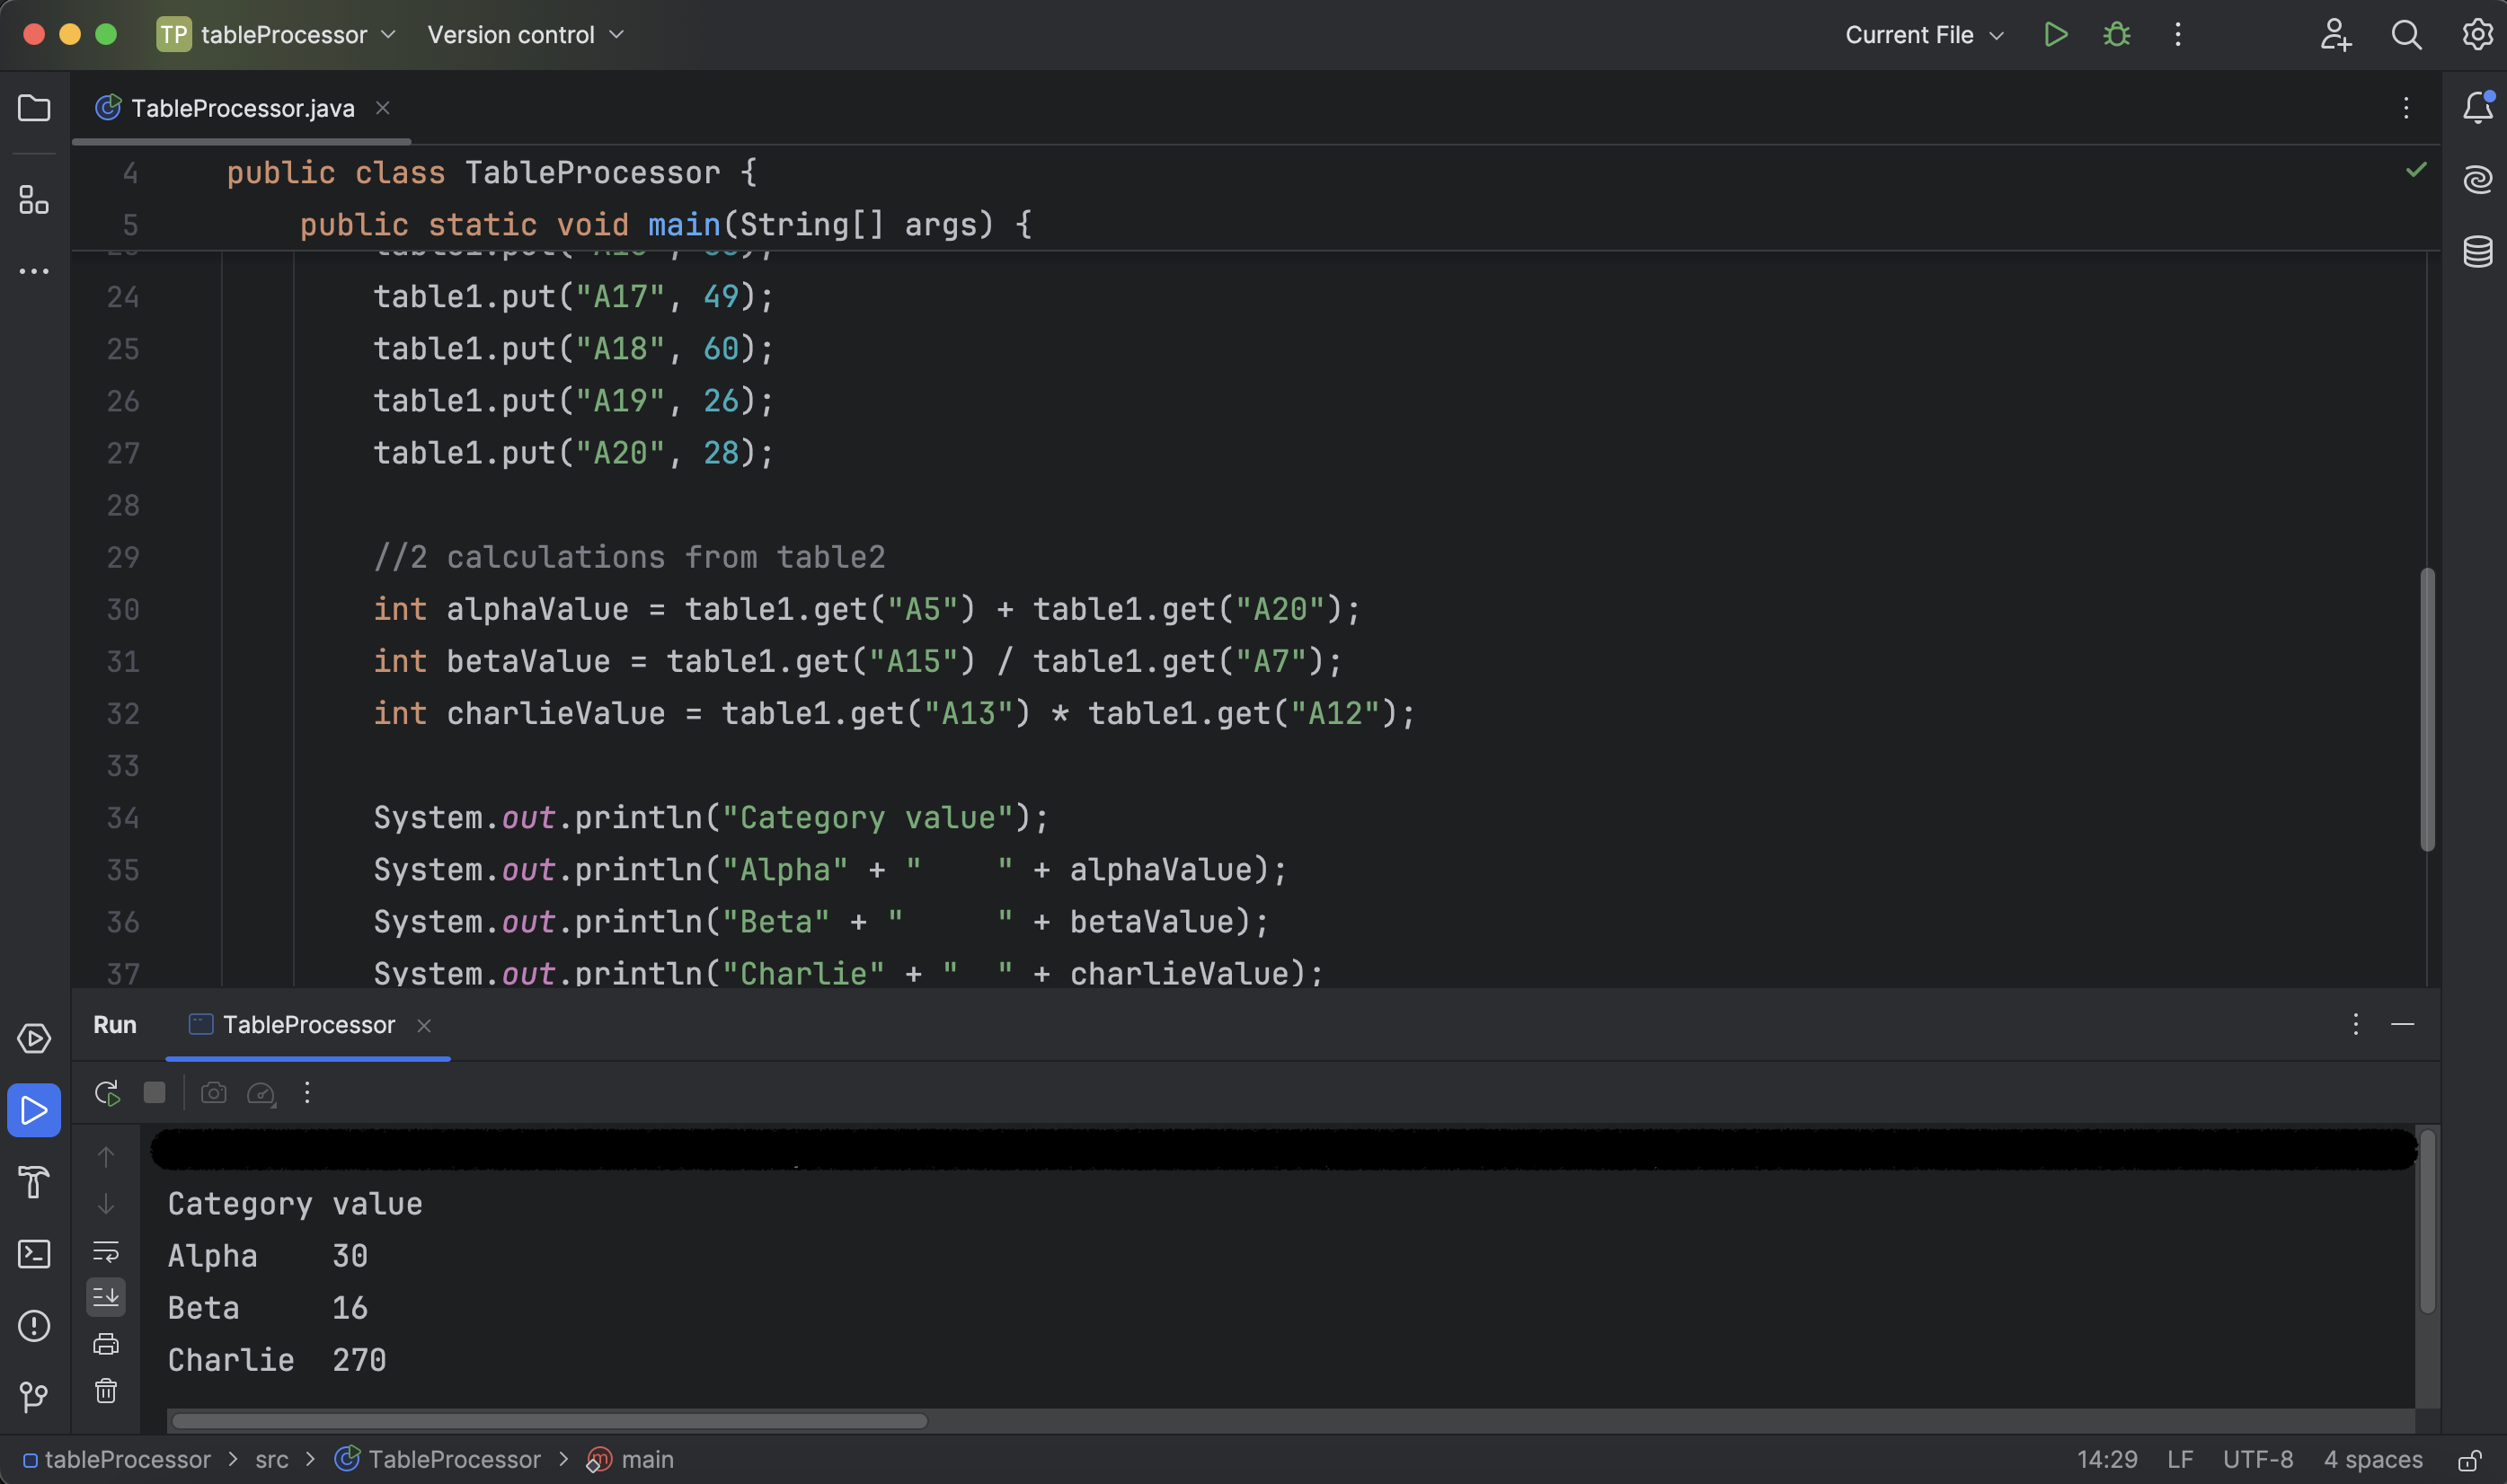 TP tableProcessor Version control Current File
TableProcessor.java
4 public class TableProcessor {
5 public static void main(String[] args) {
24 table1.put("A17", 49);
25 table1.put("A18", 60);
26 table1.put("A19", 26);
27 table1.put("A20", 28);
28
29 //2 calculations from table2
30 int alphaValue = table1.get("A5") + table1.get("A20");
31 int betaValue = table1.get("A15") / table1.get("A7");
32 int charlieValue = table1.get("A13") * table1.get("A12");
33
34 System.out.println("Category value");
35 System.out.println("Alpha" + "    " + alphaValue);
36 System.out.println("Beta" + "     " + betaValue);
37 System.out.println("Charlie" + "  " + charlieValue);
Run TableProcessor
Category value
Alpha    30
Beta     16
Charlie  270
tableProcessor > src > TableProcessor > main 14:29 LF UTF-8 4 spaces